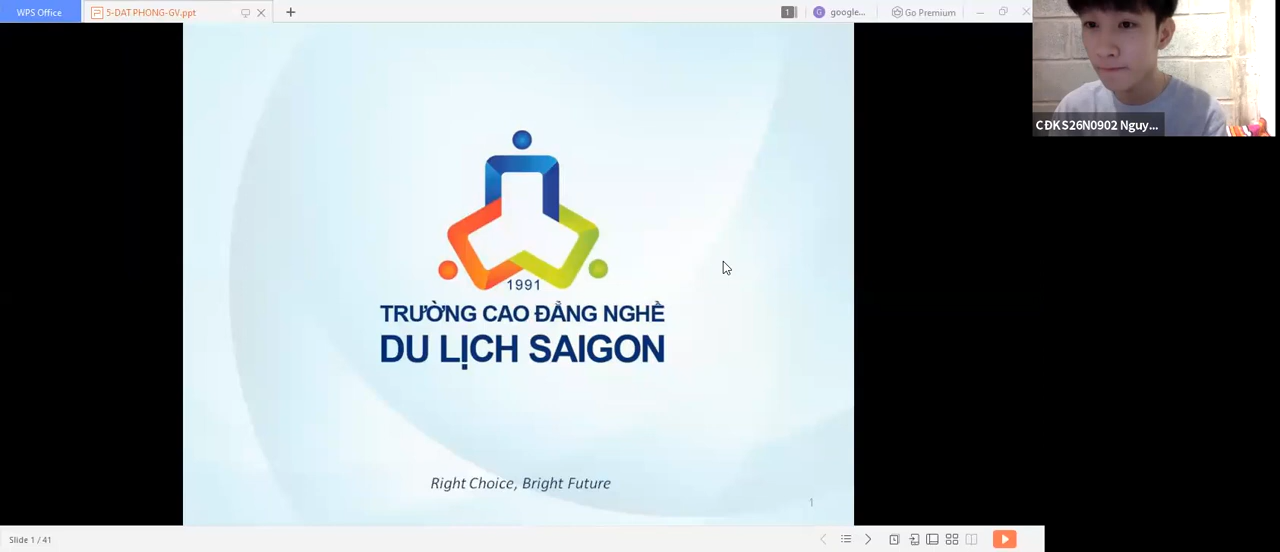 WPS Office
5-DAT PHONG-GV.ppt
1
G
google...
Go Premium
CĐKS26N0902 Nguy...
1991
TRƯỜNG CAO ĐẲNG NGHỀ
DU LỊCH SAIGON
Right Choice, Bright Future
1
Slide 1 / 41